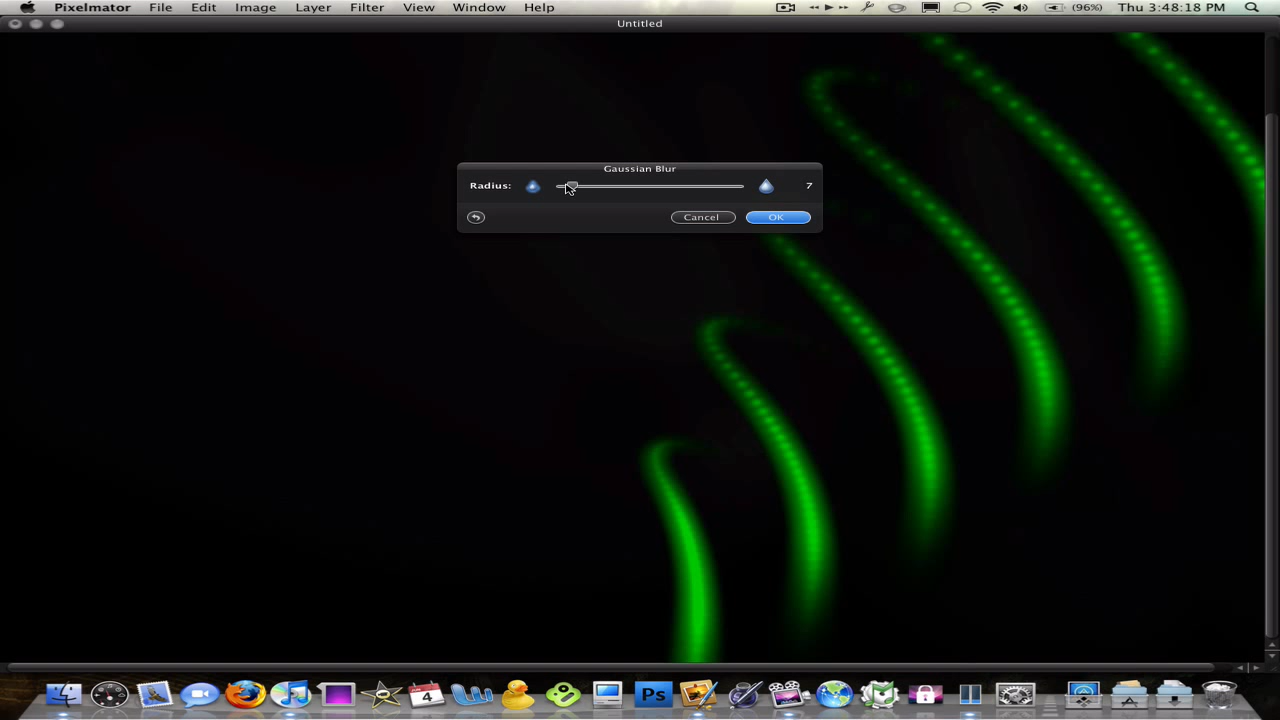 Pixelmator File Edit Image Layer Filter View Window Help (96%) Thu 3:48:18 PM
Untitled
Gaussian Blur
Radius: 7
Cancel OK
4 Ps